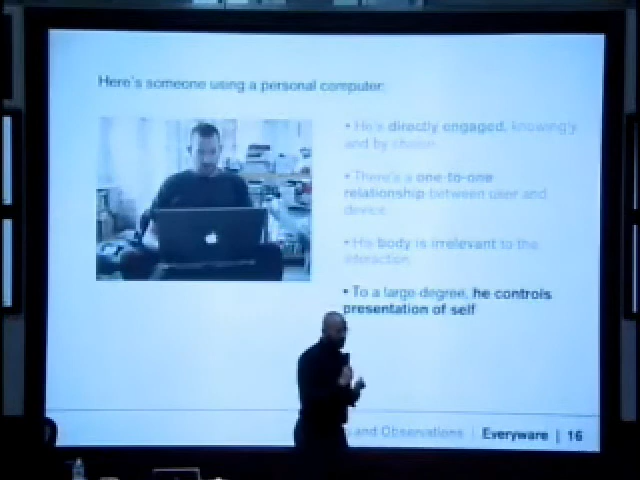 Here's someone using a personal computer:
• He's directly engaged, knowingly
and by choice.
• There's a one-to-one
relationship between user and
device.
• His body is irrelevant to the
interaction.
• To a large degree, he controls
presentation of self
and Observations | Everyware | 16